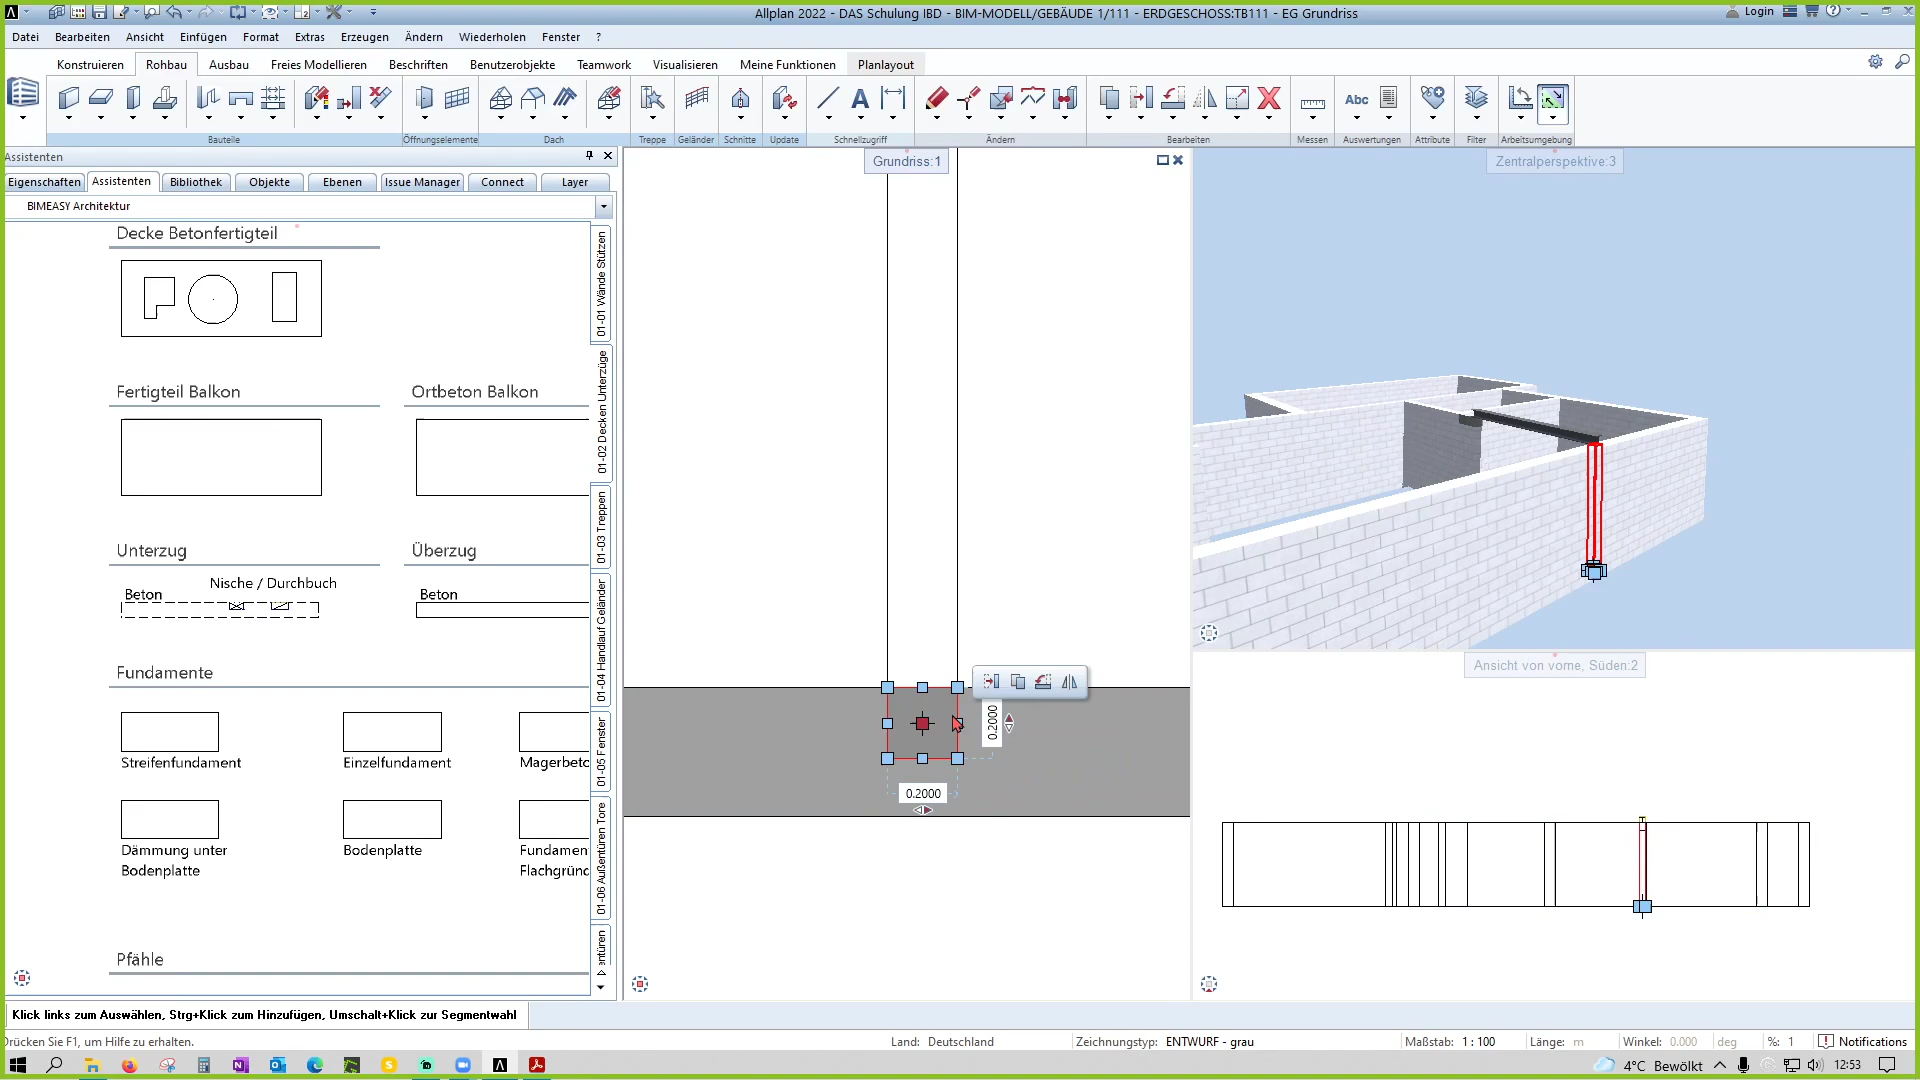 Allplan 2022 - DAS Schulung IBD - BIM-MODELL/GEBÄUDE 1/111 - ERDGESCHOSS:TB111 - EG Grundriss
Login
Datei Bearbeiten Ansicht Einfügen Format Extras Erzeugen Ändern Wiederholen Fenster ?
Konstruieren Rohbau Ausbau Freies Modellieren Beschriften Benutzerobjekte Teamwork Visualisieren Meine Funktionen Planlayout
Abc
Bauteile Öffnungselemente Dach Treppe Geländer Schnitte Update Schnellzugriff Ändern Bearbeiten Messen Auswertungen Attribute Filter Arbeitsumgebung
Assistenten
Eigenschaften Assistenten Bibliothek Objekte Ebenen Issue Manager Connect Layer
BIMEASY Architektur
Decke Betonfertigteil
Fertigteil Balkon
Ortbeton Balkon
Unterzug
Überzug
Nische / Durchbuch
Beton
Beton
Fundamente
Streifenfundament
Einzelfundament
Magerbeto
Dämmung unter
Bodenplatte
Bodenplatte
Fundamen
Flachgründ
Pfähle
01-01 Wände Stützen
01-02 Decken Unterzüge
01-03 Treppen
01-04 Handlauf Geländer
01-05 Fenster
01-06 Außentüren Tore
entüren
Grundriss:1
0.2000
0.2000
Zentralperspektive:3
Ansicht von vorne, Süden:2
Klick links zum Auswählen, Strg+Klick zum Hinzufügen, Umschalt+Klick zur Segmentwahl
Drücken Sie F1, um Hilfe zu erhalten.
Land: Deutschland
Zeichnungstyp: ENTWURF - grau
Maßstab: 1 : 100
Länge: m
Winkel: 0.000 deg
%: 1
Notifications
4°C Bewölkt
12:53